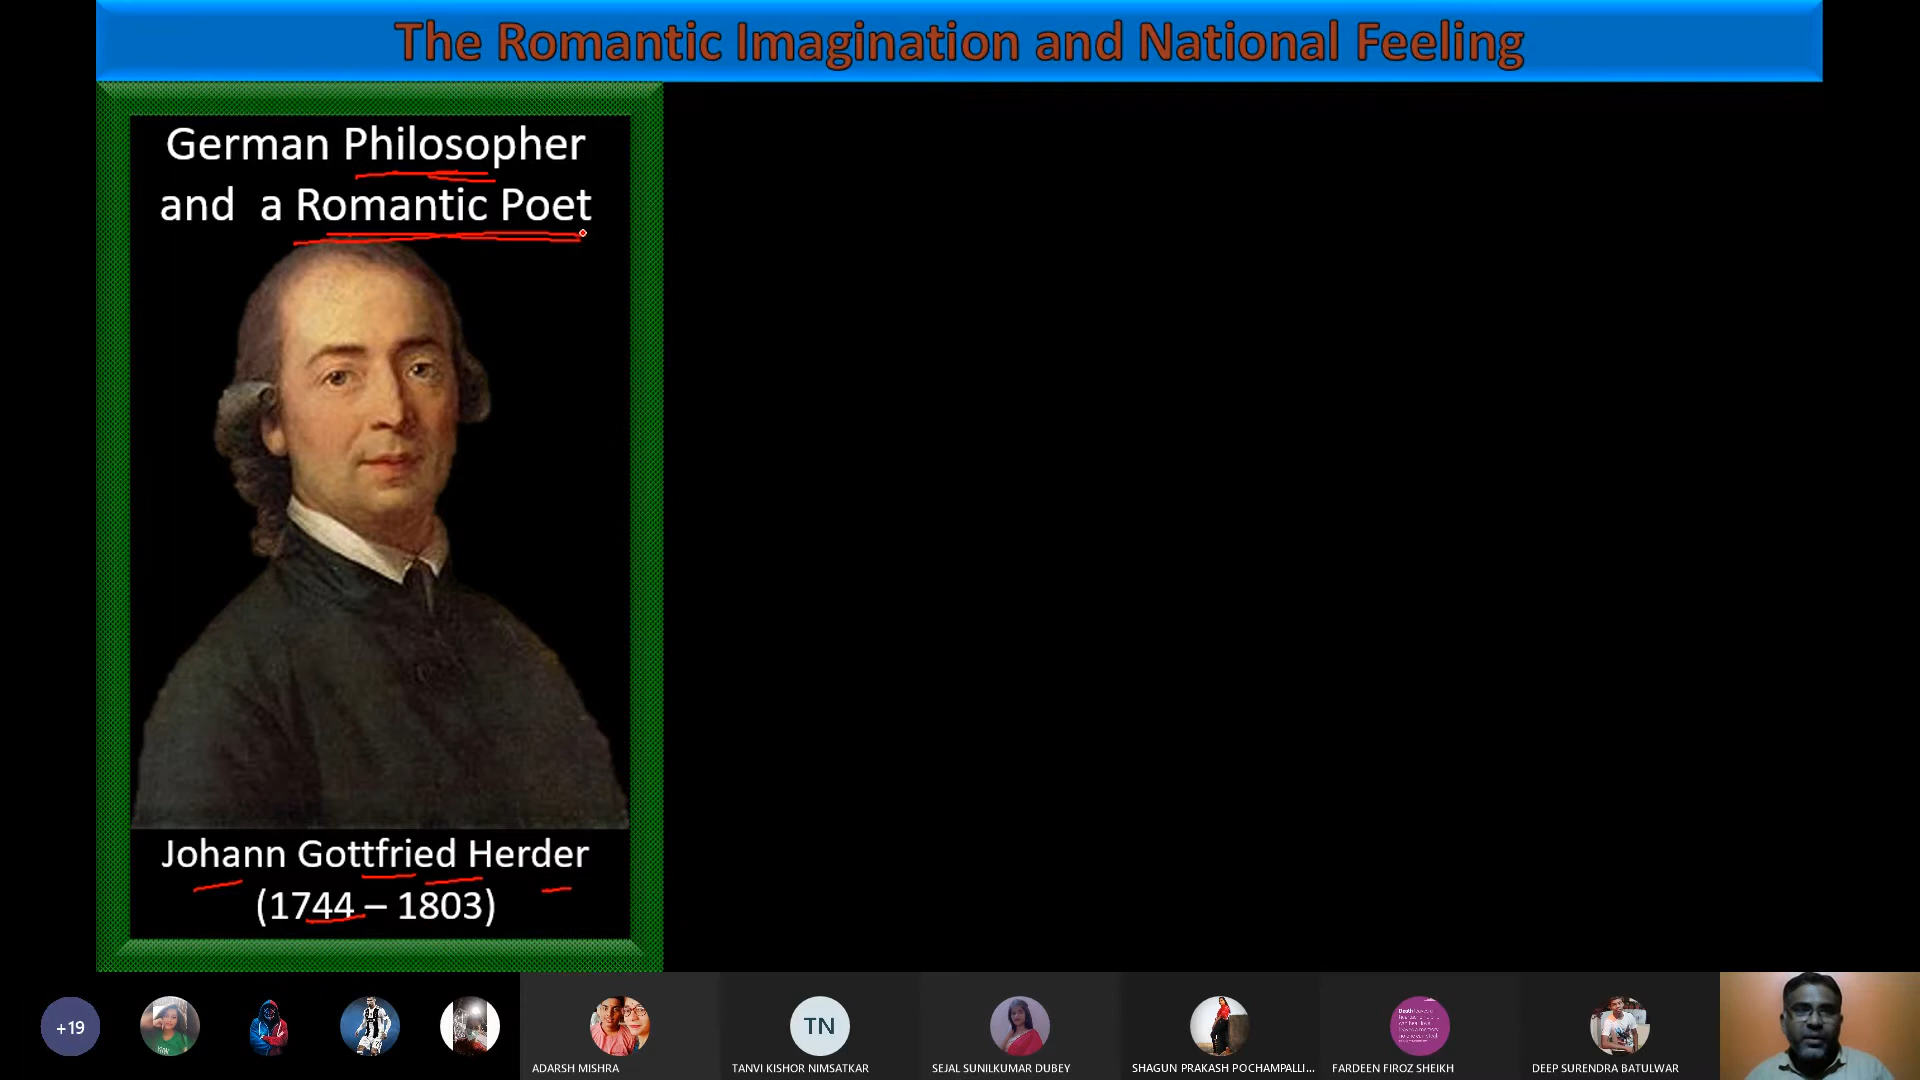 The Romantic Imagination and National Feeling
German Philosopher
and a Romantic Poet
Johann Gottfried Herder
(1744 – 1803)
+19
TN
ADARSH MISHRA
TANVI KISHOR NIMSATKAR
SEJAL SUNILKUMAR DUBEY
SHAGUN PRAKASH POCHAMPALLI...
FARDEEN FIROZ SHEIKH
DEEP SURENDRA BATULWAR